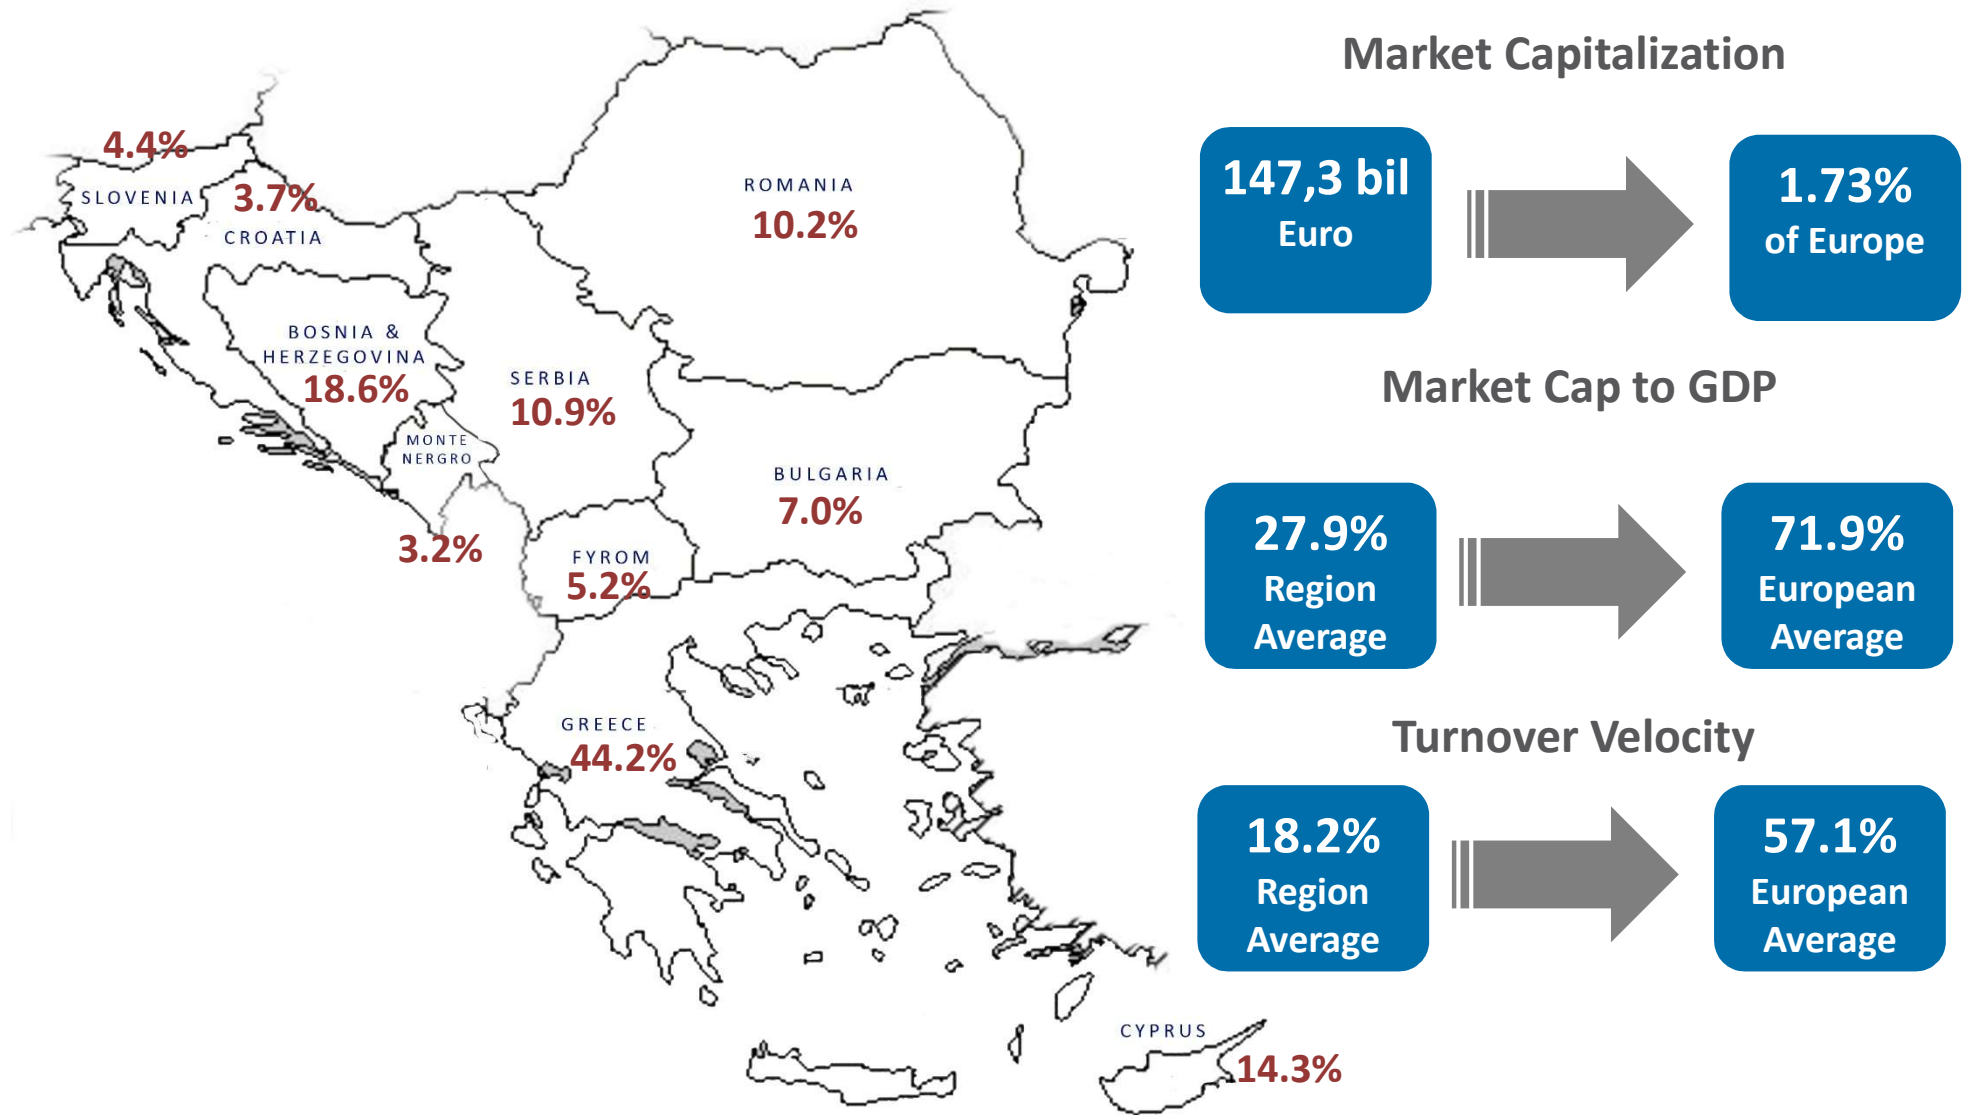 4.4%
SLOVENIA
3.7%
CROATIA
ROMANIA
10.2%
BOSNIA &
HERZEGOVINA
18.6%
SERBIA
10.9%
MONTE
NERGRO
3.2%
BULGARIA
7.0%
FYROM
5.2%
GREECE
44.2%
CYPRUS
14.3%
Market Capitalization
147,3 bil
Euro
1.73%
of Europe
Market Cap to GDP
27.9%
Region
Average
71.9%
European
Average
Turnover Velocity
18.2%
Region
Average
57.1%
European
Average